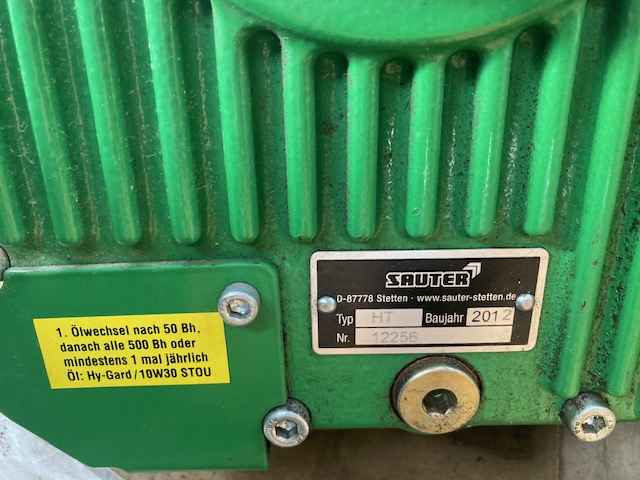 SAUTER
D-87778 Stetten · www.sauter-stetten.de
Typ HT Baujahr 2012
Nr. 12256
1. Ölwechsel nach 50 Bh,
danach alle 500 Bh oder
mindestens 1 mal jährlich
Öl: Hy-Gard/10W30 STOU